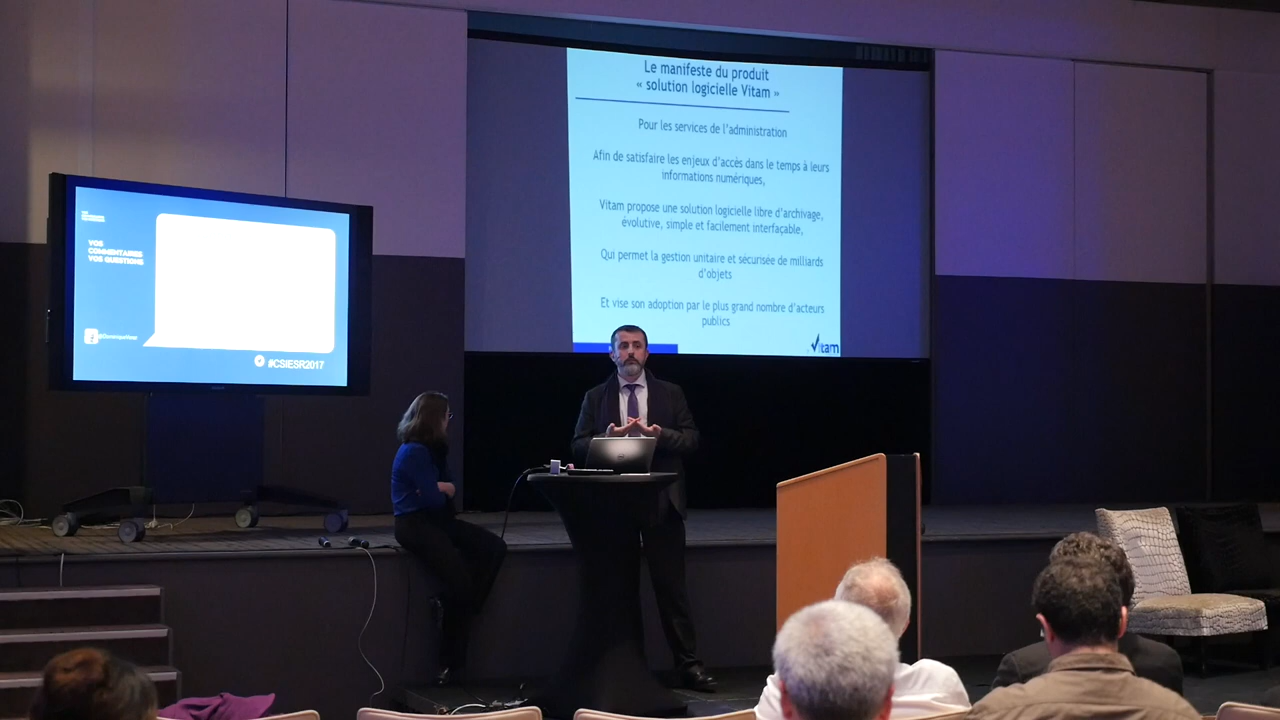 Le manifeste du produit
« solution logicielle Vitam »
Pour les services de l'administration
Afin de satisfaire les enjeux d'accès dans le temps à leurs
informations numériques,
Vitam propose une solution logicielle libre d'archivage,
évolutive, simple et facilement interfaçable,
Qui permet la gestion unitaire et sécurisée de milliards
d'objets
Et vise son adoption par le plus grand nombre d'acteurs
publics
Vitam
VOS
COMMENTAIRES
VOS QUESTIONS
#CSIESR2017
DELL